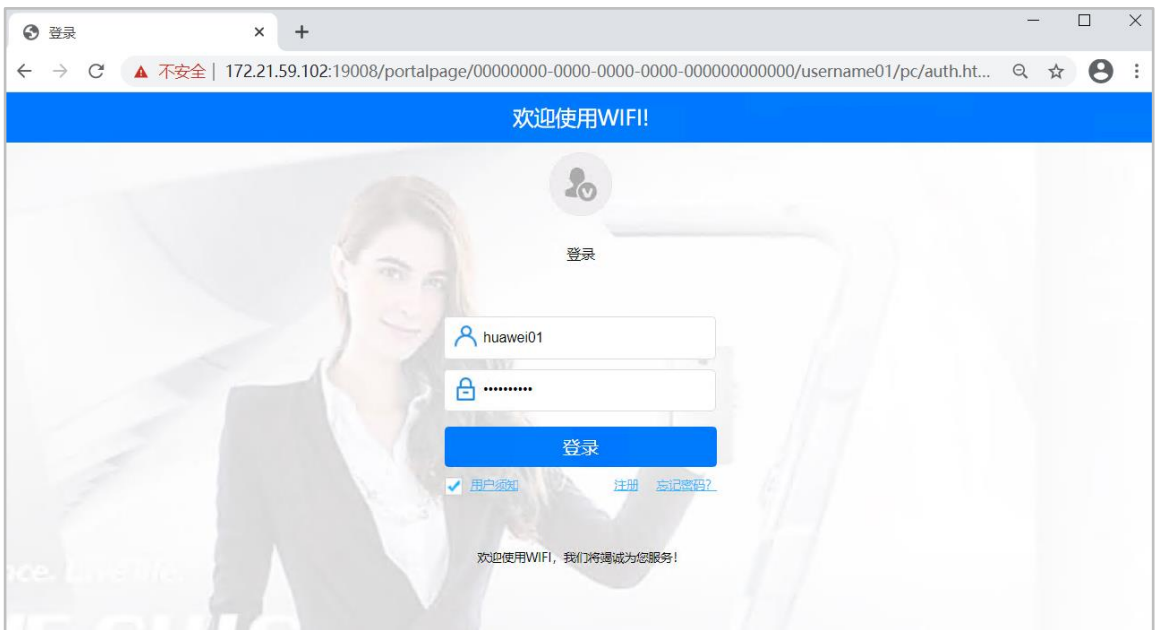 登录
不安全 | 172.21.59.102:19008/portalpage/00000000-0000-0000-0000-000000000000/username01/pc/auth.ht...
欢迎使用WIFI!
登录
huawei01
••••••••••
登录
用户须知 注册 忘记密码?
欢迎使用WIFI，我们将竭诚为您服务！